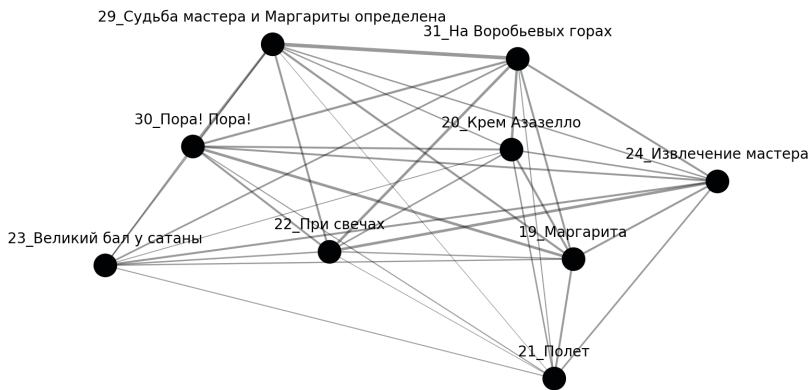 29_Судьба мастера и Маргариты определена
31_На Воробьевых горах
30_Пора! Пора!
20_Крем Азазелло
24_Извлечение мастера
22_При свечах
19_Маргарита
23_Великий бал у сатаны
21_Полет